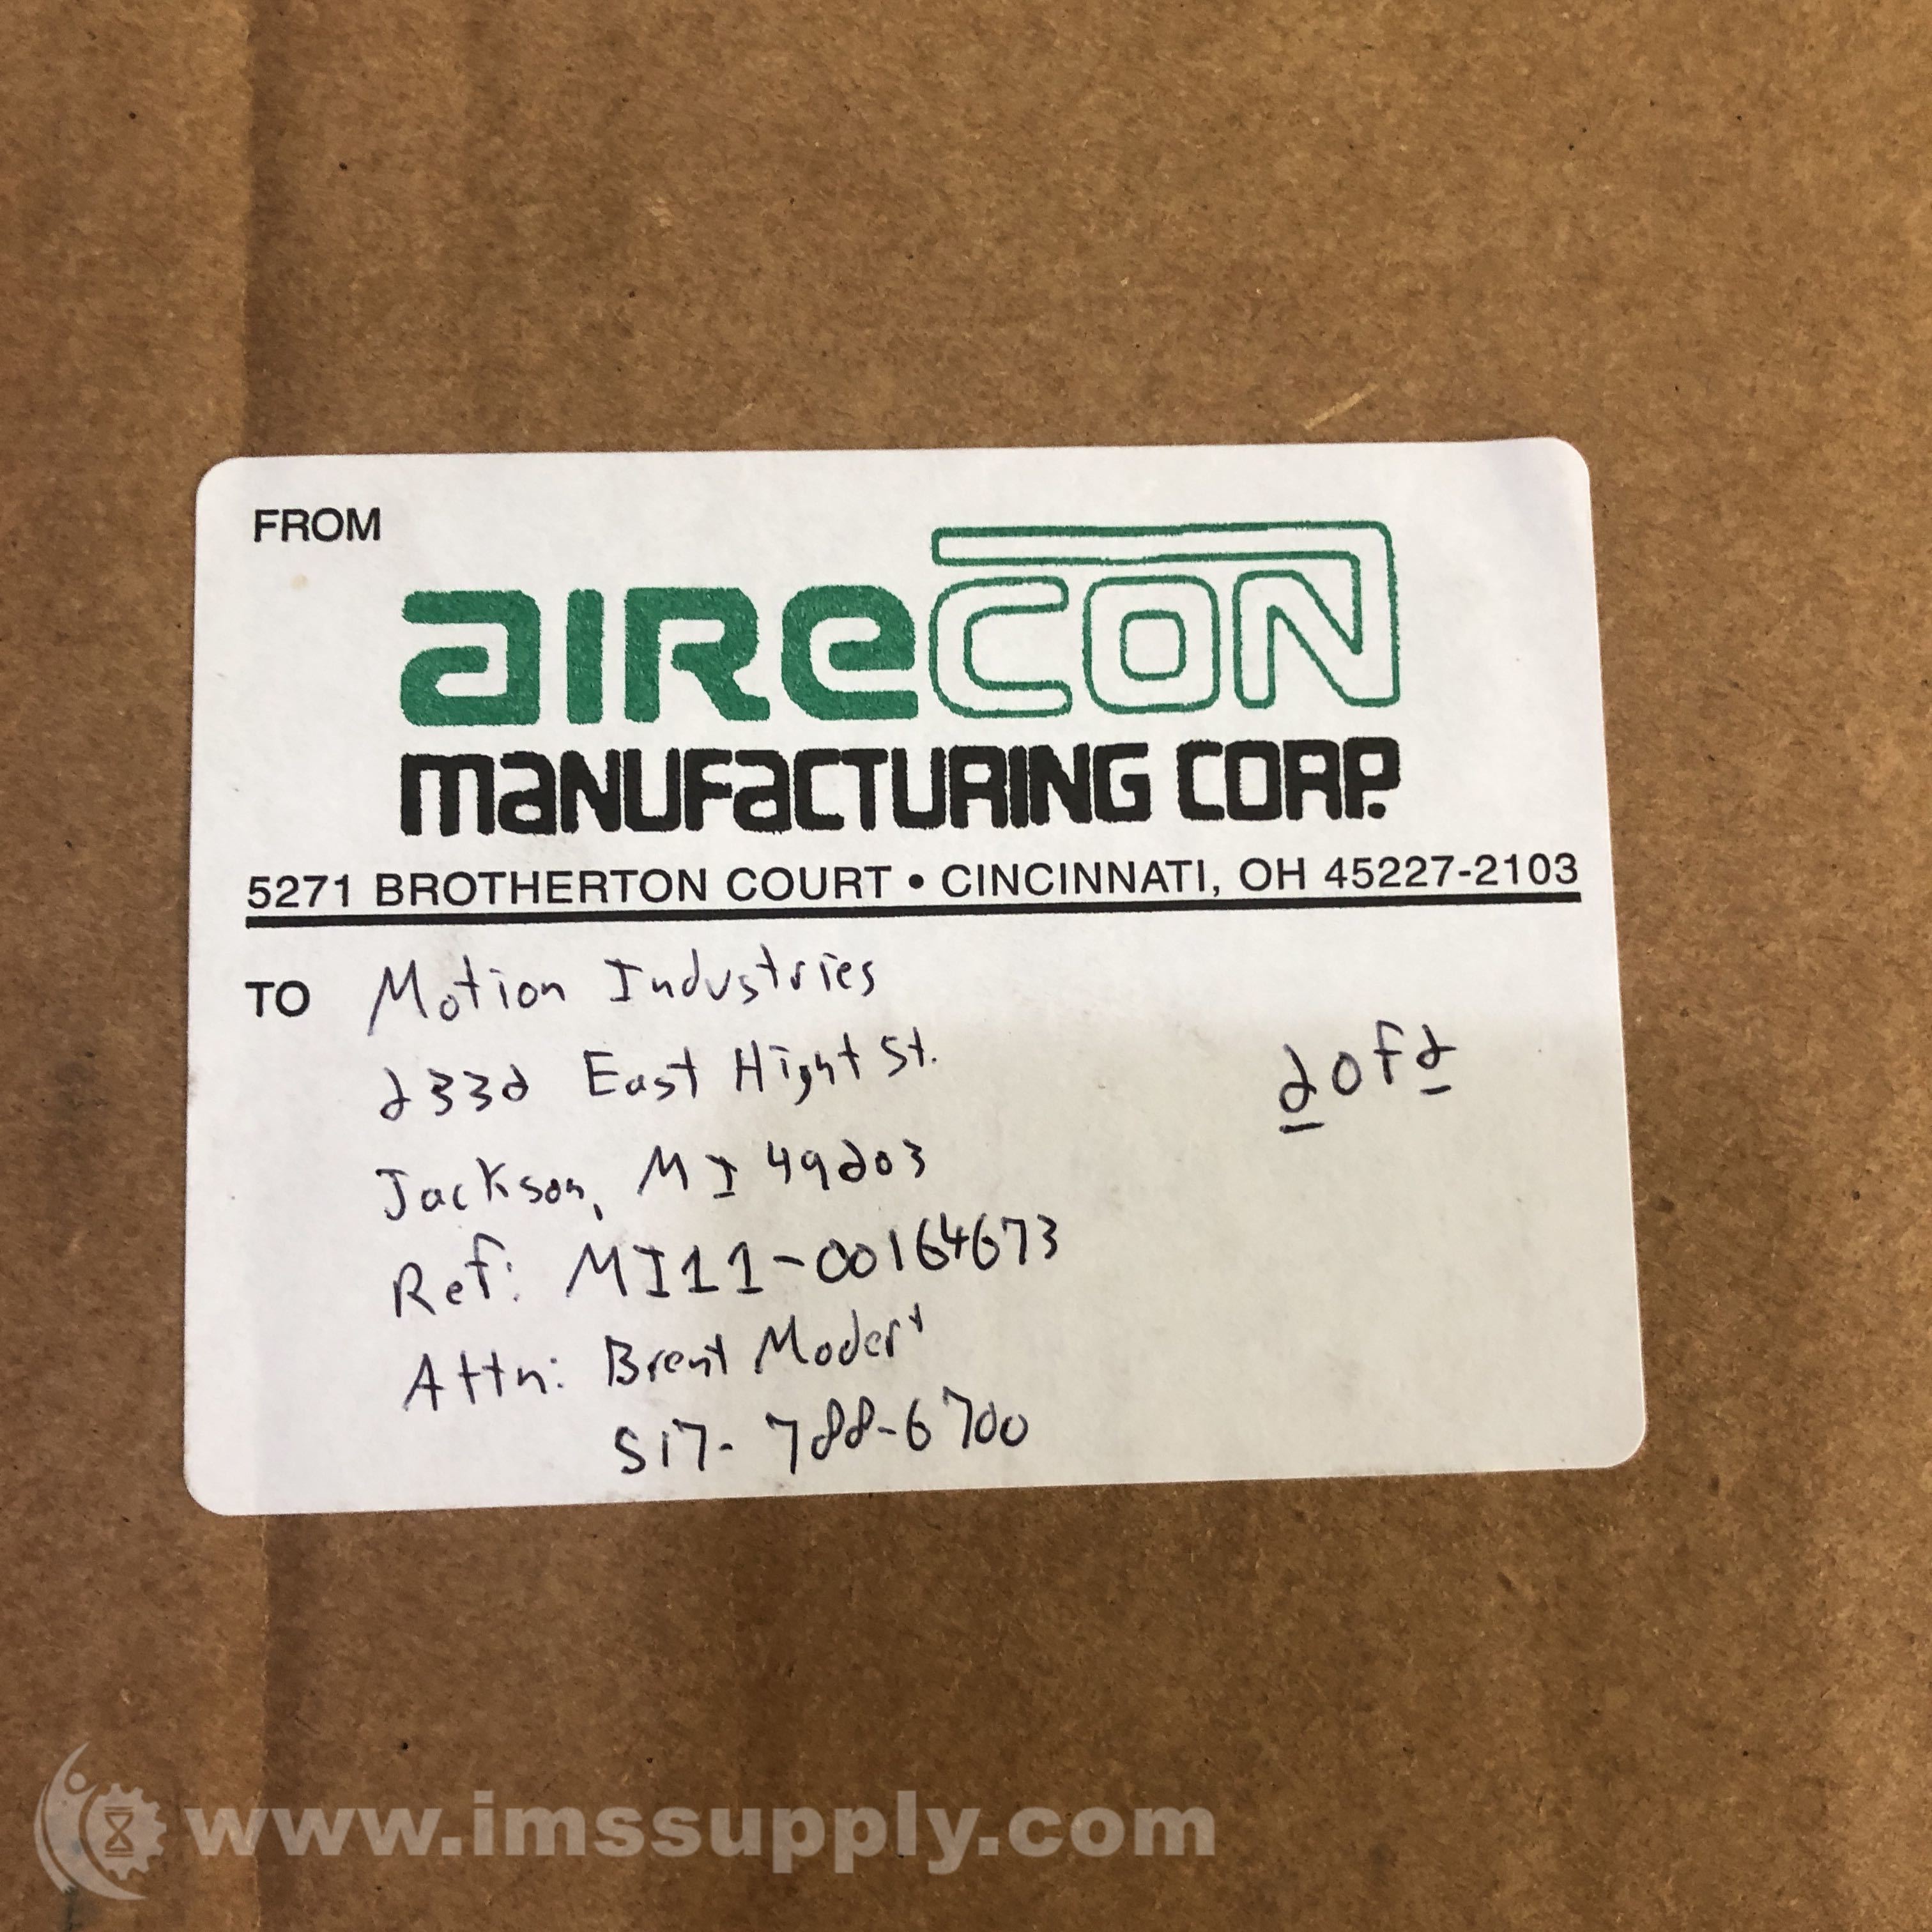 FROM
aIRecon
manufacturing corp.
5271 BROTHERTON COURT • CINCINNATI, OH 45227-2103
TO Motion Industries
2332 East Hight St.
2 of 2
Jackson, MI 49203
Ref: MI11-00164673
Attn: Brent Modert
517-788-6700
www.imssupply.com